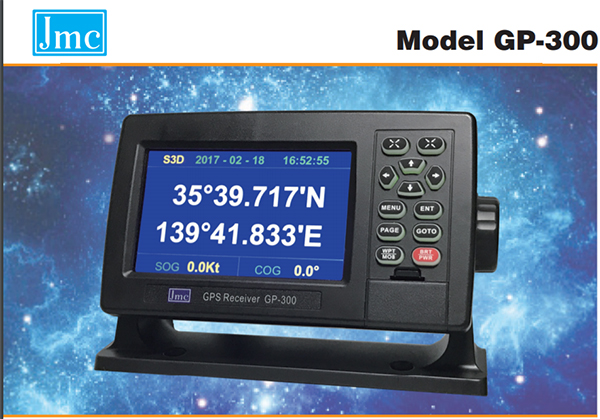 Jmc
Model GP-300
S3D 2017 - 02 - 18 16:52:55
35°39.717'N
139°41.833'E
SOG 0.0Kt COG 0.0°
MENU ENT
PAGE GOTO
WPT MOB BRT PWR
Jmc GPS Receiver GP-300